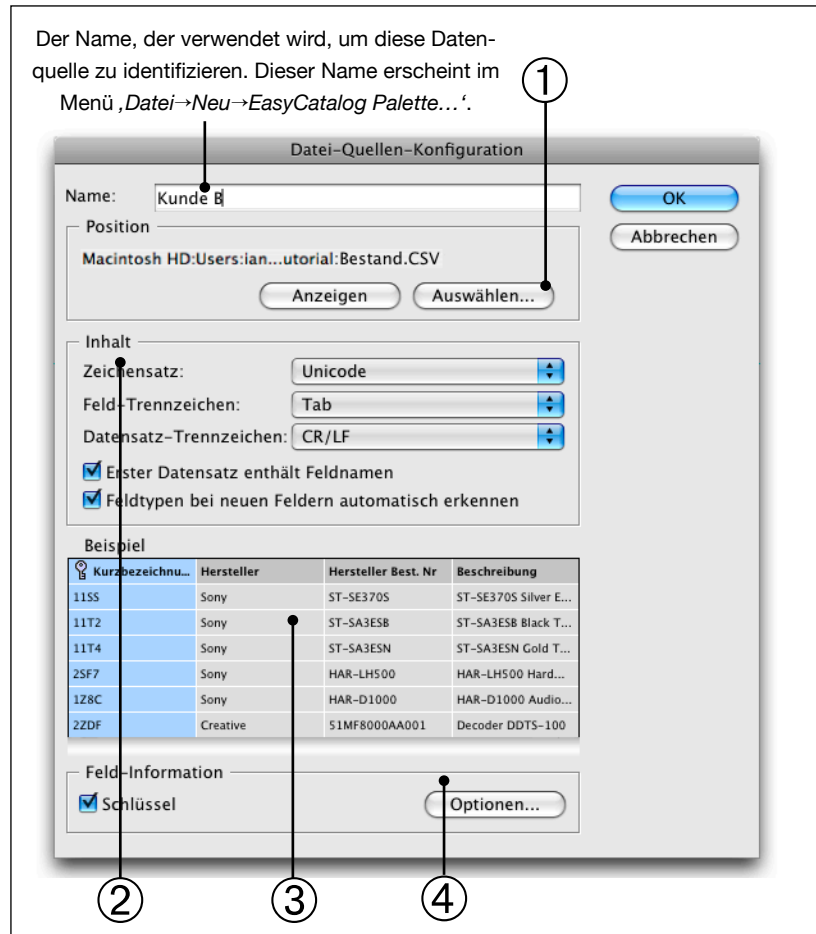 Der Name, der verwendet wird, um diese Daten-
quelle zu identifizieren. Dieser Name erscheint im
Menü ‚Datei→Neu→EasyCatalog Palette…‘.
1
Datei-Quellen-Konfiguration
Name: Kunde B
OK
Position
Abbrechen
Macintosh HD:Users:ian...utorial:Bestand.CSV
Anzeigen Auswählen...
Inhalt
Zeichensatz: Unicode
Feld-Trennzeichen: Tab
Datensatz-Trennzeichen: CR/LF
Erster Datensatz enthält Feldnamen
Feldtypen bei neuen Feldern automatisch erkennen
Beispiel
Kurzbezeichnu... Hersteller Hersteller Best. Nr Beschreibung
11SS Sony ST-SE370S ST-SE370S Silver E...
11T2 Sony ST-SA3ESB ST-SA3ESB Black T...
11T4 Sony ST-SA3ESN ST-SA3ESN Gold T...
2SF7 Sony HAR-LH500 HAR-LH500 Hard...
1Z8C Sony HAR-D1000 HAR-D1000 Audio...
2ZDF Creative 51MF8000AA001 Decoder DDTS-100
Feld-Information
Schlüssel Optionen...
2 3 4